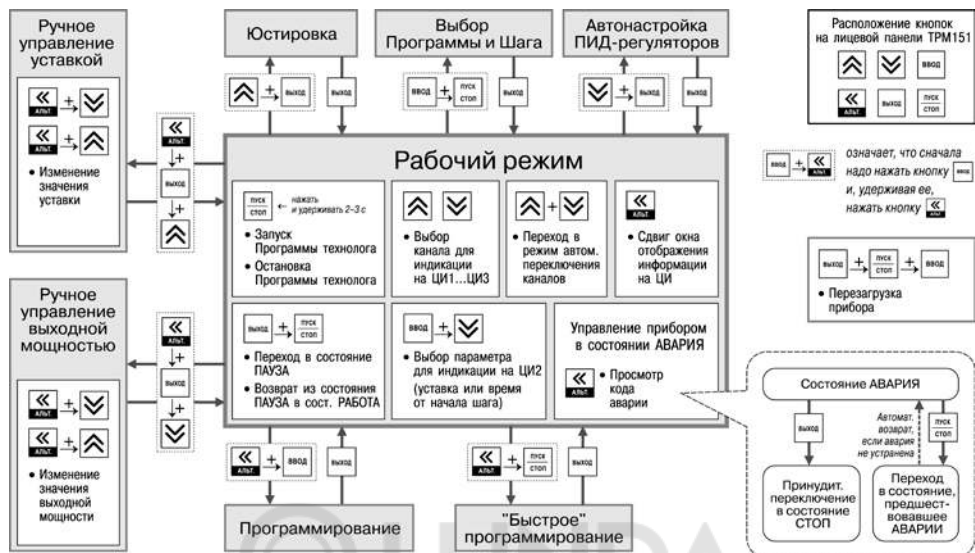 Ручное
управление
уставкой
АЛЬТ.
+
АЛЬТ.
+
• Изменение
значения
уставки
Юстировка
+
ВЫХОД
ВЫХОД
Выбор
Программы и Шага
ВВОД
+
ПУСК
СТОП
ВЫХОД
Автонастройка
ПИД-регуляторов
+
ВЫХОД
ВЫХОД
Расположение кнопок
на лицевой панели ТРМ151
ВВОД
АЛЬТ.
ВЫХОД
ПУСК
СТОП
АЛЬТ.
+
ВЫХОД
+
Рабочий режим
ПУСК
СТОП
← нажать
и удерживать 2–3 с
• Запуск
Программы технолога
• Остановка
Программы технолога
• Выбор
канала для
индикации
на ЦИ1...ЦИ3
+
• Переход в
режим автом.
переключения
каналов
АЛЬТ.
• Сдвиг окна
отображения
информации
на ЦИ
ВВОД
+
АЛЬТ.
означает, что сначала
надо нажать кнопку ВВОД
и, удерживая ее,
нажать кнопку АЛЬТ.
ВЫХОД
+
ПУСК
СТОП
+
ВВОД
• Перезагрузка
прибора
Ручное
управление
выходной
мощностью
АЛЬТ.
+
АЛЬТ.
+
• Изменение
значения
выходной
мощности
АЛЬТ.
+
ВЫХОД
+
ВЫХОД
+
ПУСК
СТОП
• Переход в состояние
ПАУЗА
• Возврат из состояния
ПАУЗА в сост. РАБОТА
ВВОД
+
• Выбор параметра
для индикации на ЦИ2
(уставка или время
от начала шага)
Управление прибором
в состоянии АВАРИЯ
АЛЬТ.
• Просмотр
кода
аварии
Состояние АВАРИЯ
ВЫХОД
Автомат.
возврат,
если авария
не устранена
ПУСК
СТОП
Принудит.
переключение
в состояние
СТОП
Переход
в состояние,
предшест-
вовавшее
АВАРИИ
АЛЬТ.
+
ВВОД
ВЫХОД
Программирование
АЛЬТ.
+
ПУСК
СТОП
ВЫХОД
"Быстрое"
программирование